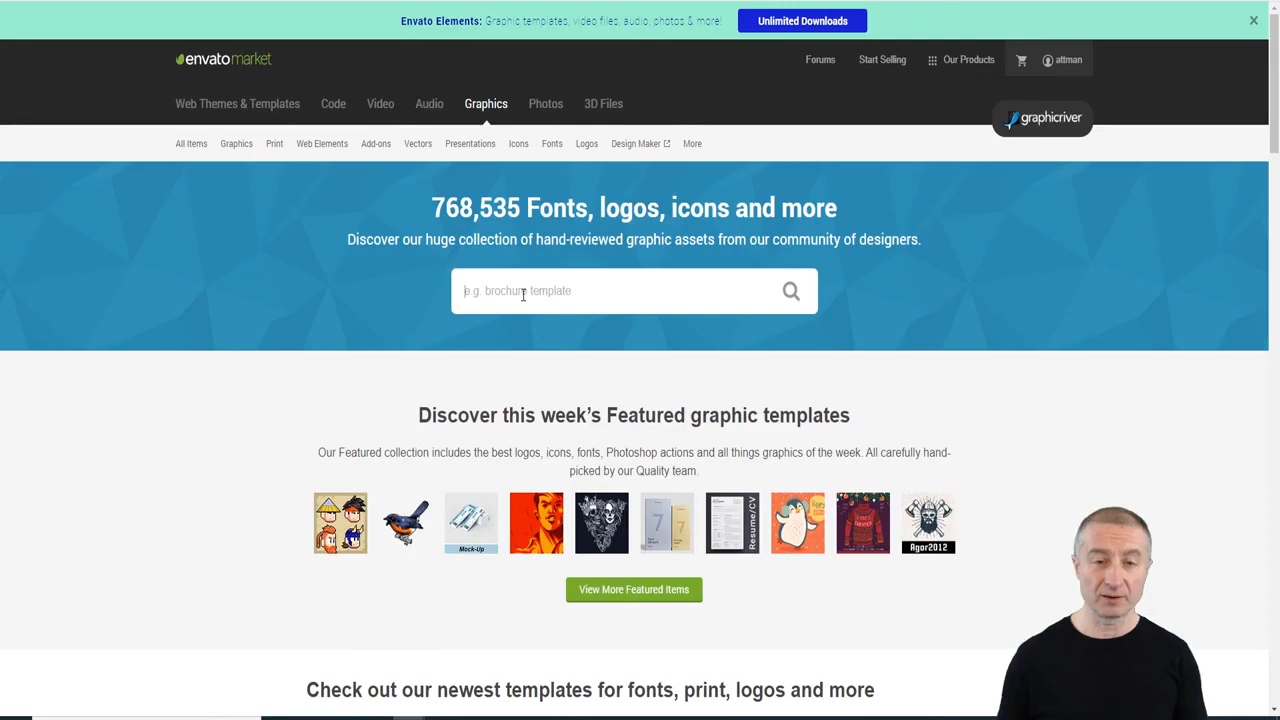 Envato Elements: Graphic templates, video files, audio, photos & more!
Unlimited Downloads
envatomarket
Forums
Start Selling
Our Products
attman
Web Themes & Templates
Code
Video
Audio
Graphics
Photos
3D Files
graphicriver
All Items
Graphics
Print
Web Elements
Add-ons
Vectors
Presentations
Icons
Fonts
Logos
Design Maker
More
768,535 Fonts, logos, icons and more
Discover our huge collection of hand-reviewed graphic assets from our community of designers.
e.g. brochure template
Discover this week's Featured graphic templates
Our Featured collection includes the best logos, icons, fonts, Photoshop actions and all things graphics of the week. All carefully hand-
picked by our Quality team.
Mock-Up
7
7
Resume/CV
Agor2012
View More Featured Items
Check out our newest templates for fonts, print, logos and more